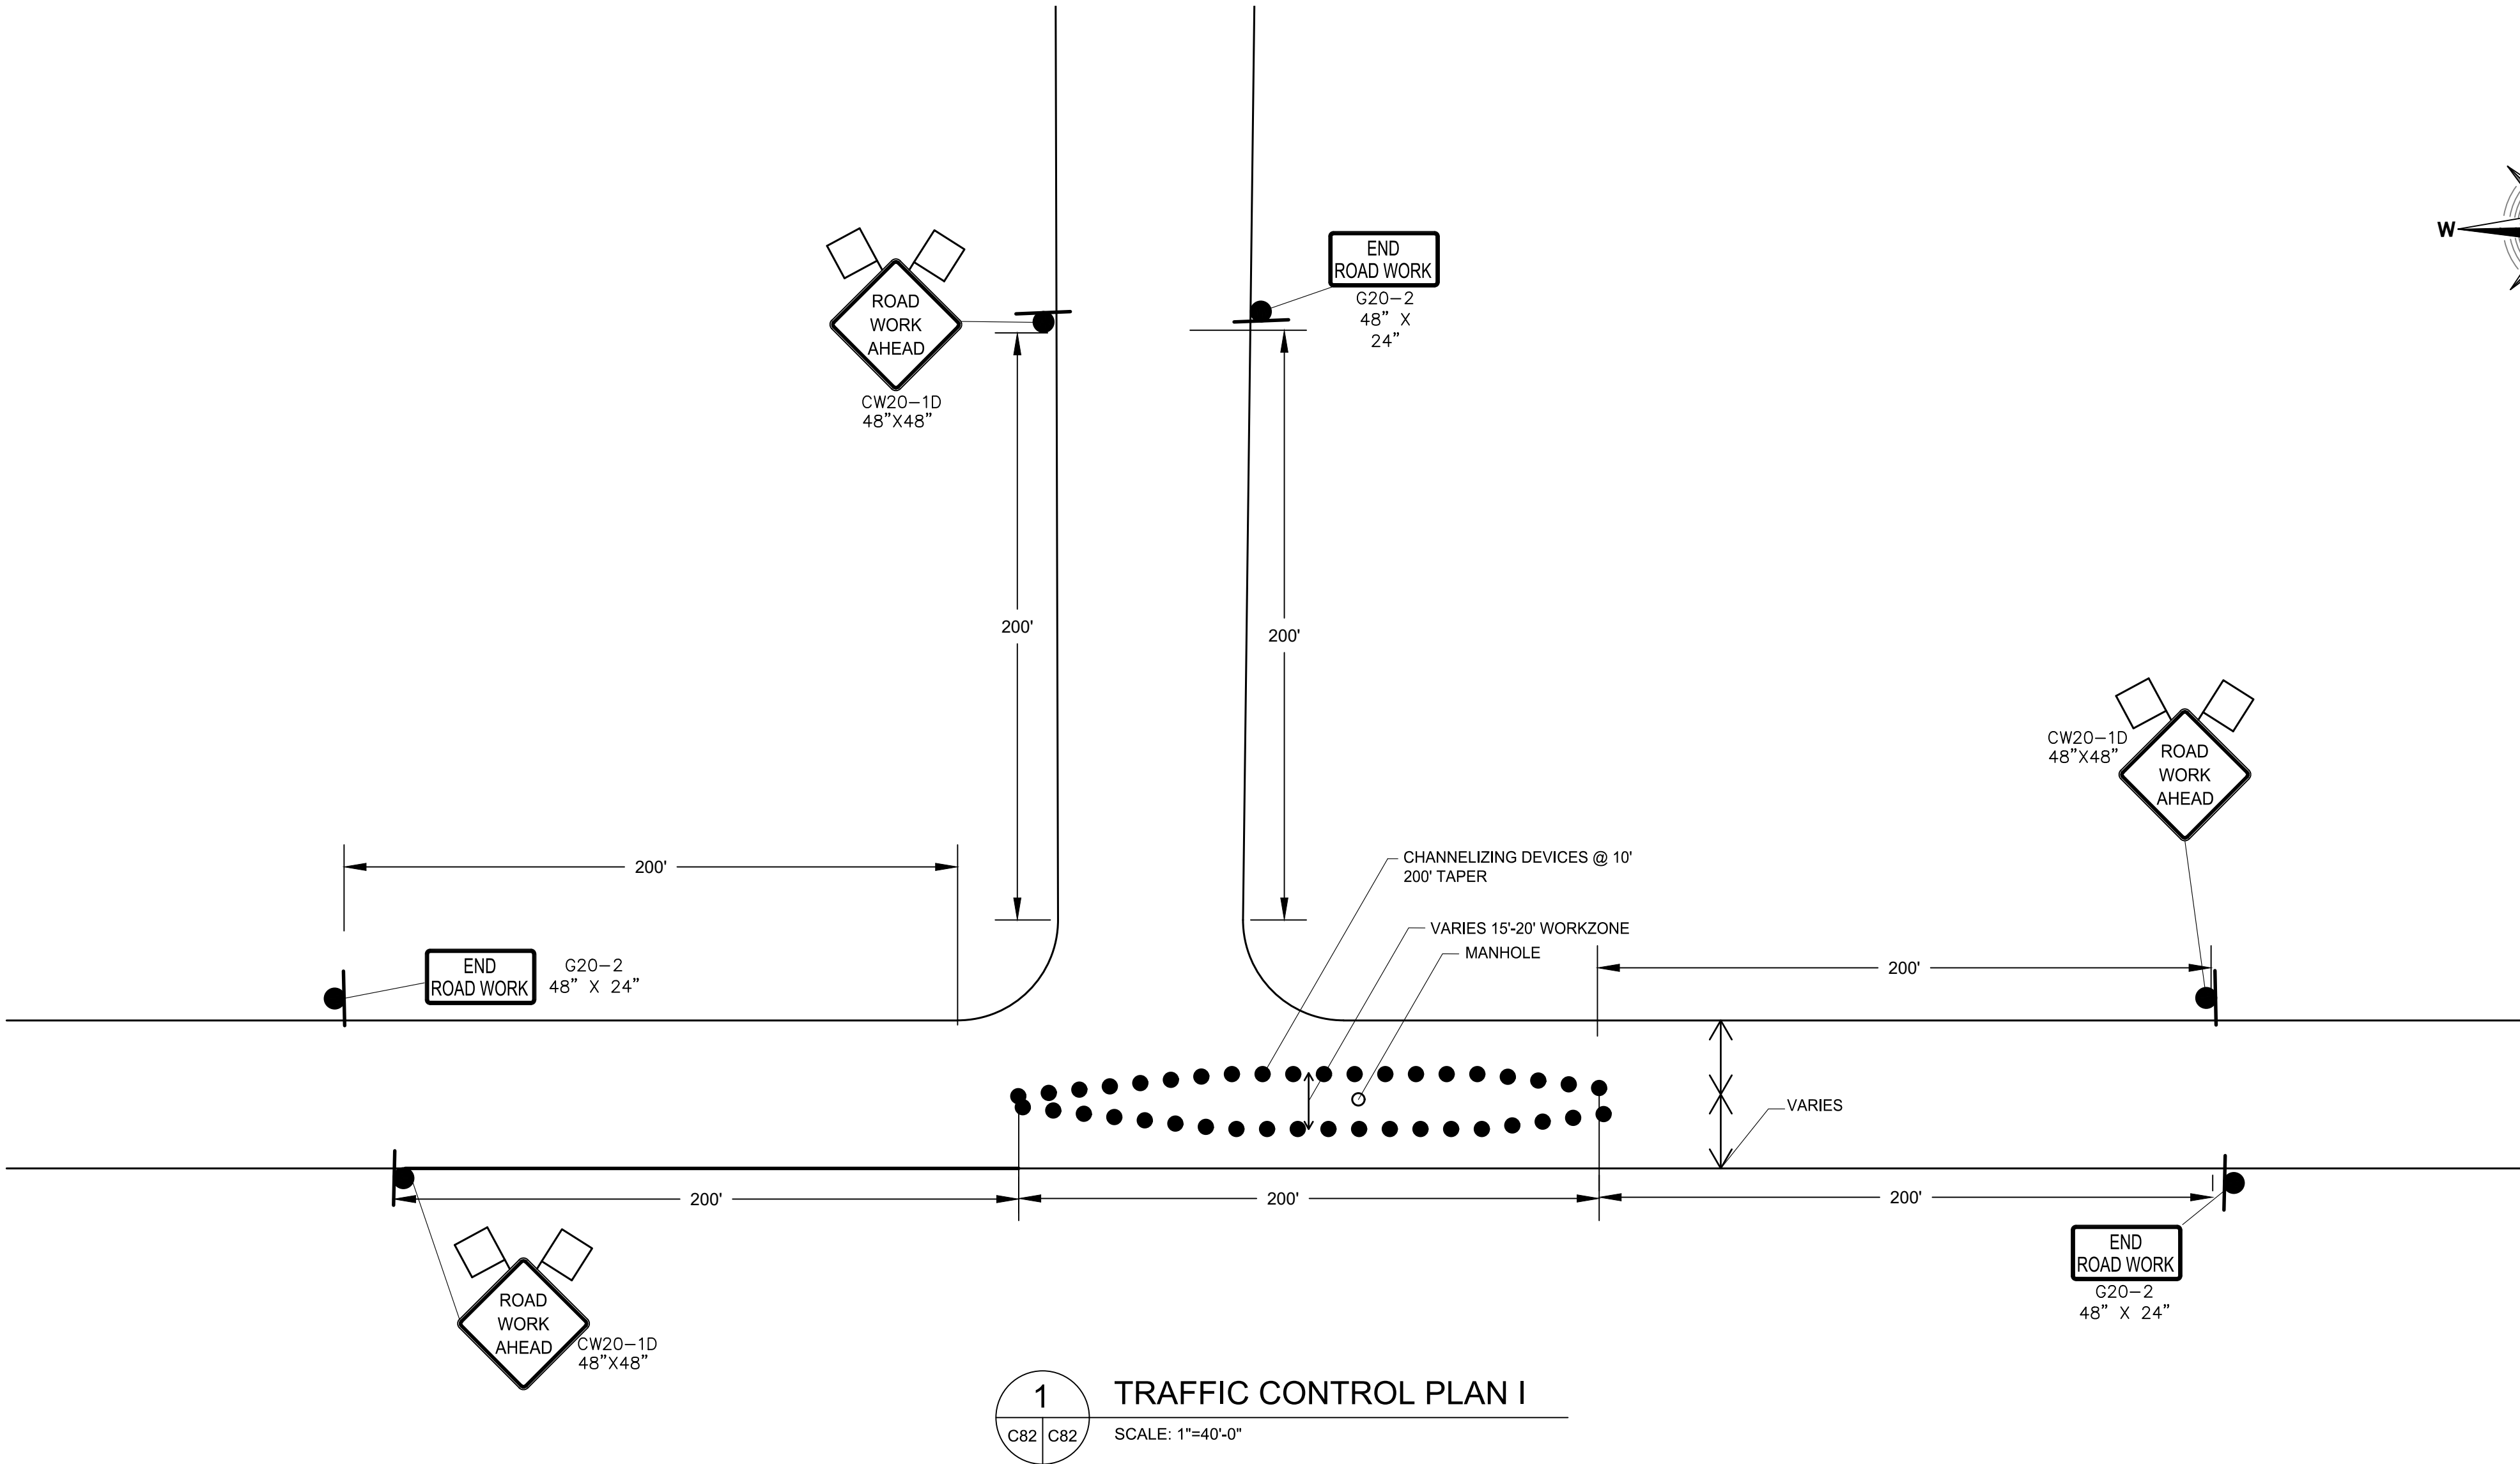 END
ROAD WORK
G20-2
48” X
24”
W
ROAD
WORK
AHEAD
CW20-1D
48”X48”
200'
200'
CW20-1D
48”X48”
ROAD
WORK
AHEAD
200'
CHANNELIZING DEVICES @ 10'
200' TAPER
VARIES 15'-20' WORKZONE
MANHOLE
200'
END
ROAD WORK
G20-2
48” X 24”
VARIES
200'
200'
200'
END
ROAD WORK
G20-2
48” X 24”
ROAD
WORK
AHEAD
CW20-1D
48”X48”
1
C82 C82
TRAFFIC CONTROL PLAN I
SCALE: 1"=40'-0"